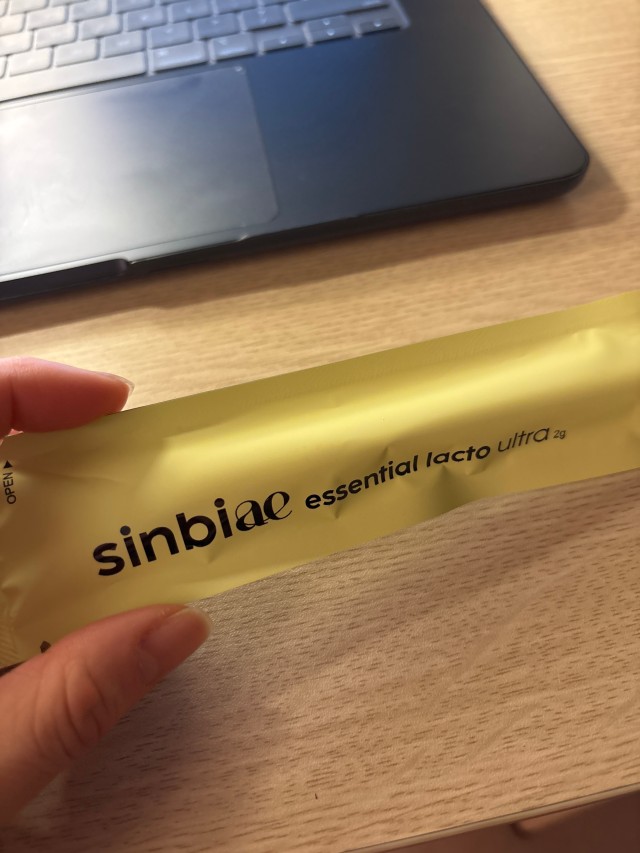 OPEN ▶
sinbiae essential lacto ultra 2g